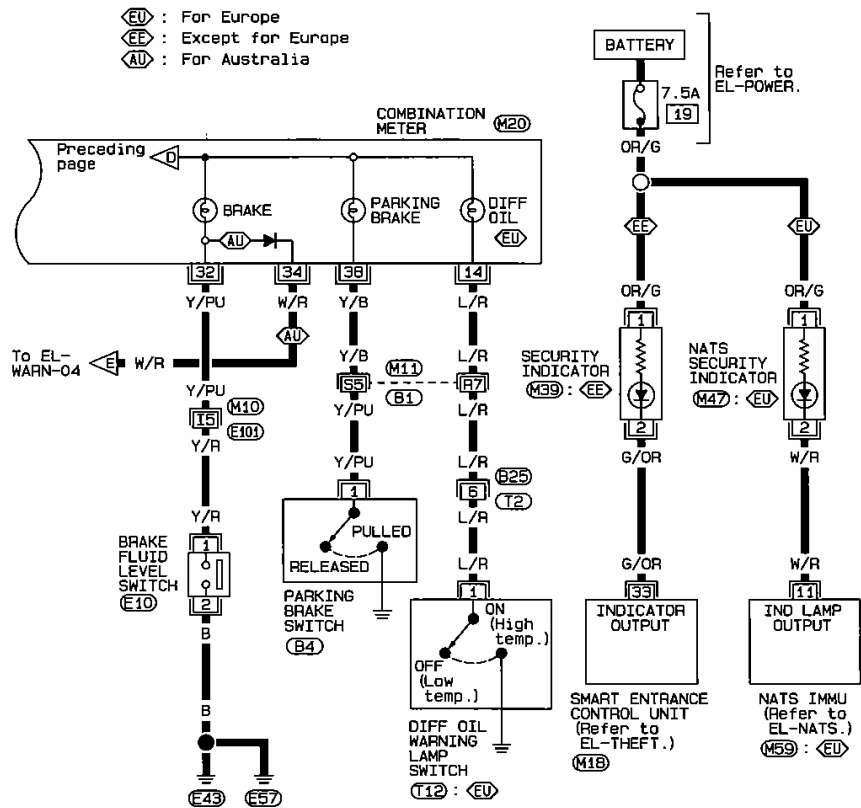 EU : For Europe
EE : Except for Europe
AU : For Australia
BATTERY
Refer to
EL-POWER.
7.5A
19
OR/G
COMBINATION
METER
M20
Preceding
page
D
BRAKE
PARKING
BRAKE
DIFF
OIL
EU
AU
EE
EU
32
34
38
14
Y/PU
W/R
Y/B
L/R
OR/G
OR/G
AU
To EL-
WARN-04
E
W/R
Y/B
L/R
1
1
SECURITY
INDICATOR
M39 : EE
NATS
SECURITY
INDICATOR
M47 : EU
M11
S5
R7
B1
Y/PU
I5
M10
E101
Y/R
2
2
Y/PU
L/R
G/OR
W/R
6
B25
T2
L/R
Y/R
1
BRAKE
FLUID
LEVEL
SWITCH
E10
2
1
PULLED
RELEASED
PARKING
BRAKE
SWITCH
B4
L/R
G/OR
W/R
1
33
11
ON
(High
temp.)
OFF
(Low
temp.)
INDICATOR
OUTPUT
IND LAMP
OUTPUT
B
B
DIFF OIL
WARNING
LAMP
SWITCH
T12 : EU
SMART ENTRANCE
CONTROL UNIT
(Refer to
EL-THEFT.)
M18
NATS IMMU
(Refer to
EL-NATS.)
M59 : EU
E43
E57